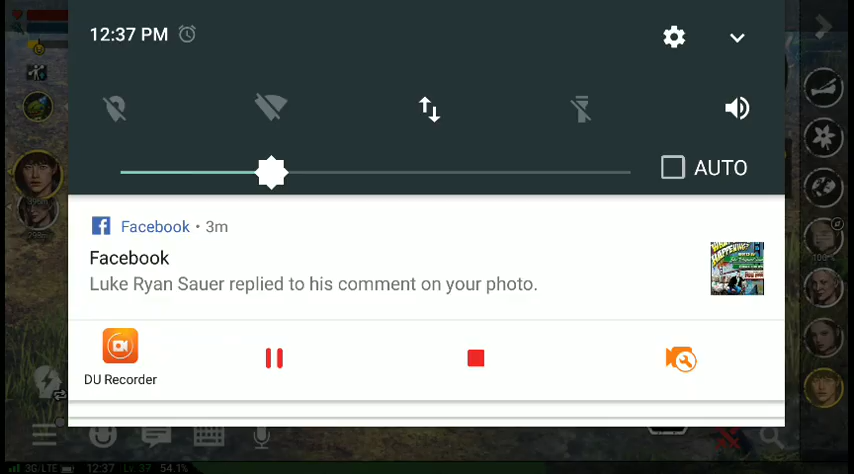 12:37 PM
AUTO
Facebook • 3m
Facebook
Luke Ryan Sauer replied to his comment on your photo.
DU Recorder
3G/LTE 12:37 Lv. 37 54.1%